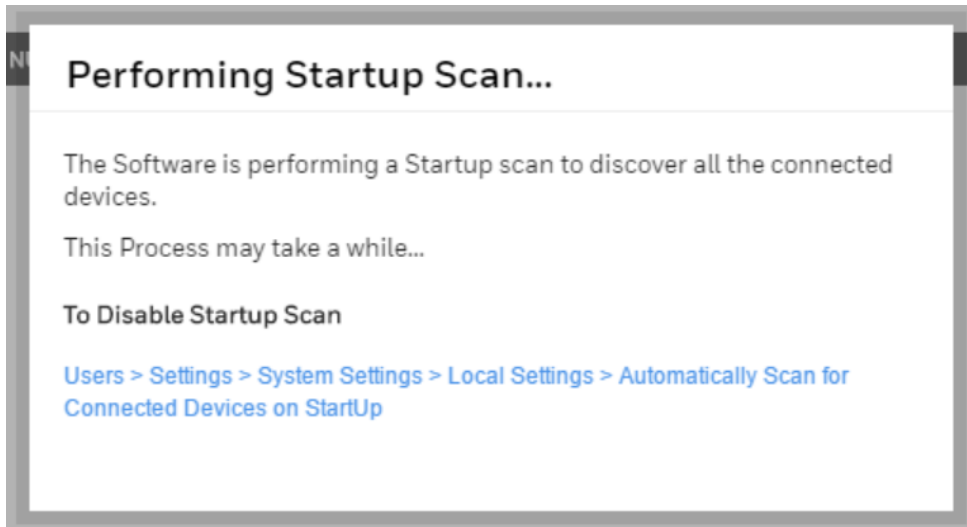 Performing Startup Scan...
The Software is performing a Startup scan to discover all the connected
devices.
This Process may take a while...
To Disable Startup Scan
Users > Settings > System Settings > Local Settings > Automatically Scan for
Connected Devices on StartUp